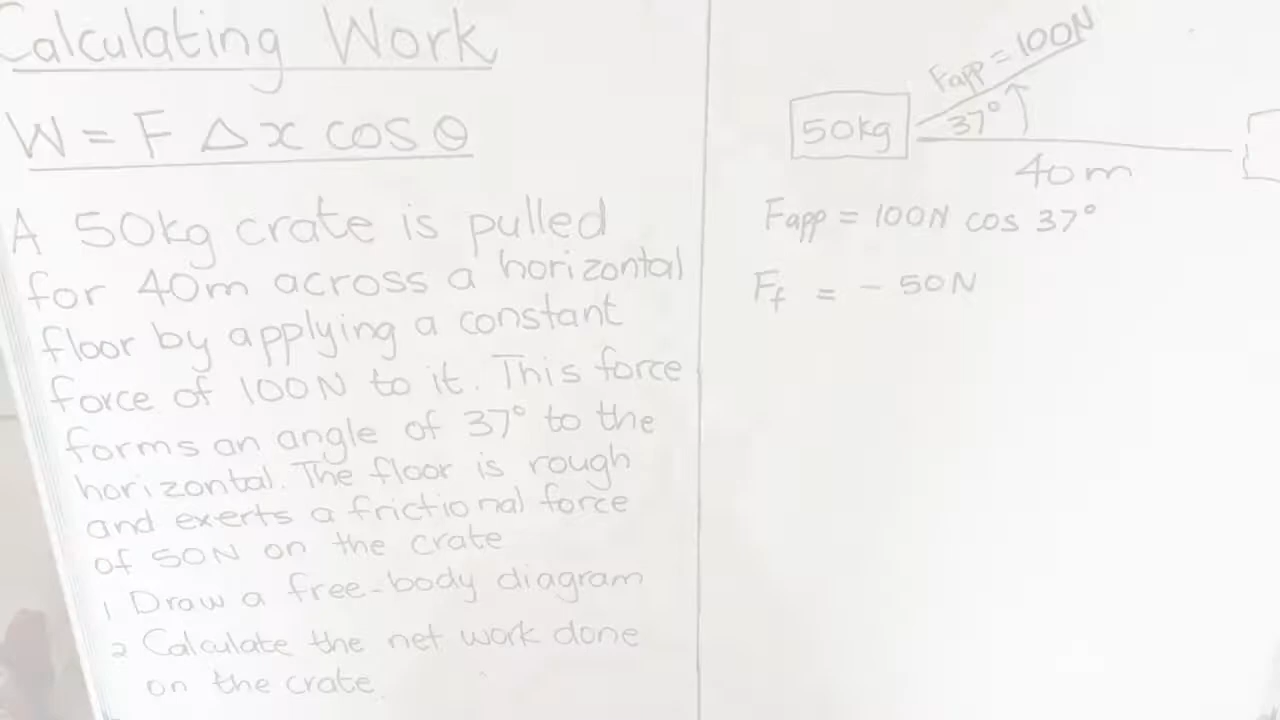 Calculating Work
W = F Δx cos θ
A 50kg crate is pulled
for 40m across a horizontal
floor by applying a constant
force of 100N to it. This force
forms an angle of 37° to the
horizontal. The floor is rough
and exerts a frictional force
of 50N on the crate
1 Draw a free-body diagram
2 Calculate the net work done
on the crate
Fapp = 100N
50kg
37°
40m
Fapp = 100N cos 37°
Ff = - 50N